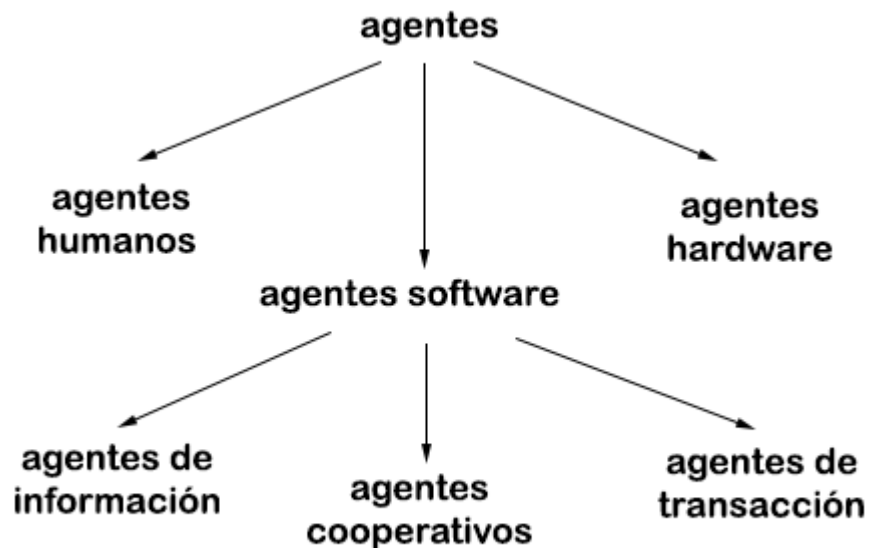 agentes
agentes
humanos
agentes
hardware
agentes software
agentes de
información
agentes
cooperativos
agentes de
transacción